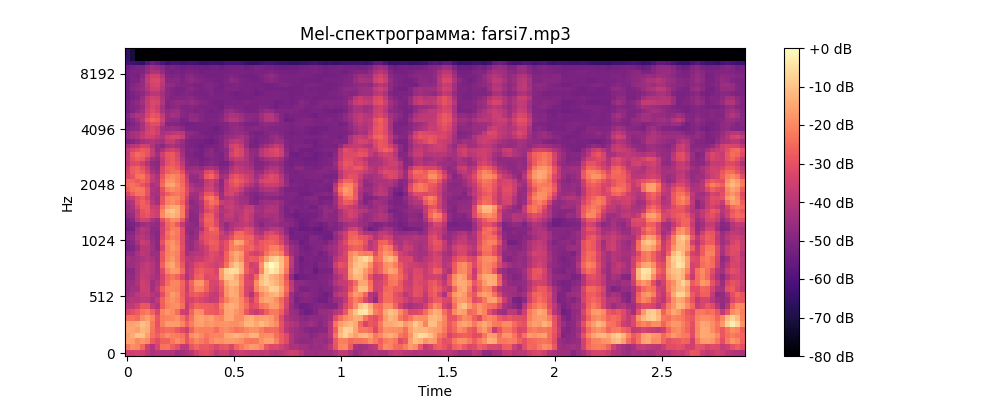 Mel-спектрограмма: farsi7.mp3
Hz
8192
4096
2048
1024
512
0
0
0.5
1
1.5
2
2.5
Time
+0 dB
-10 dB
-20 dB
-30 dB
-40 dB
-50 dB
-60 dB
-70 dB
-80 dB